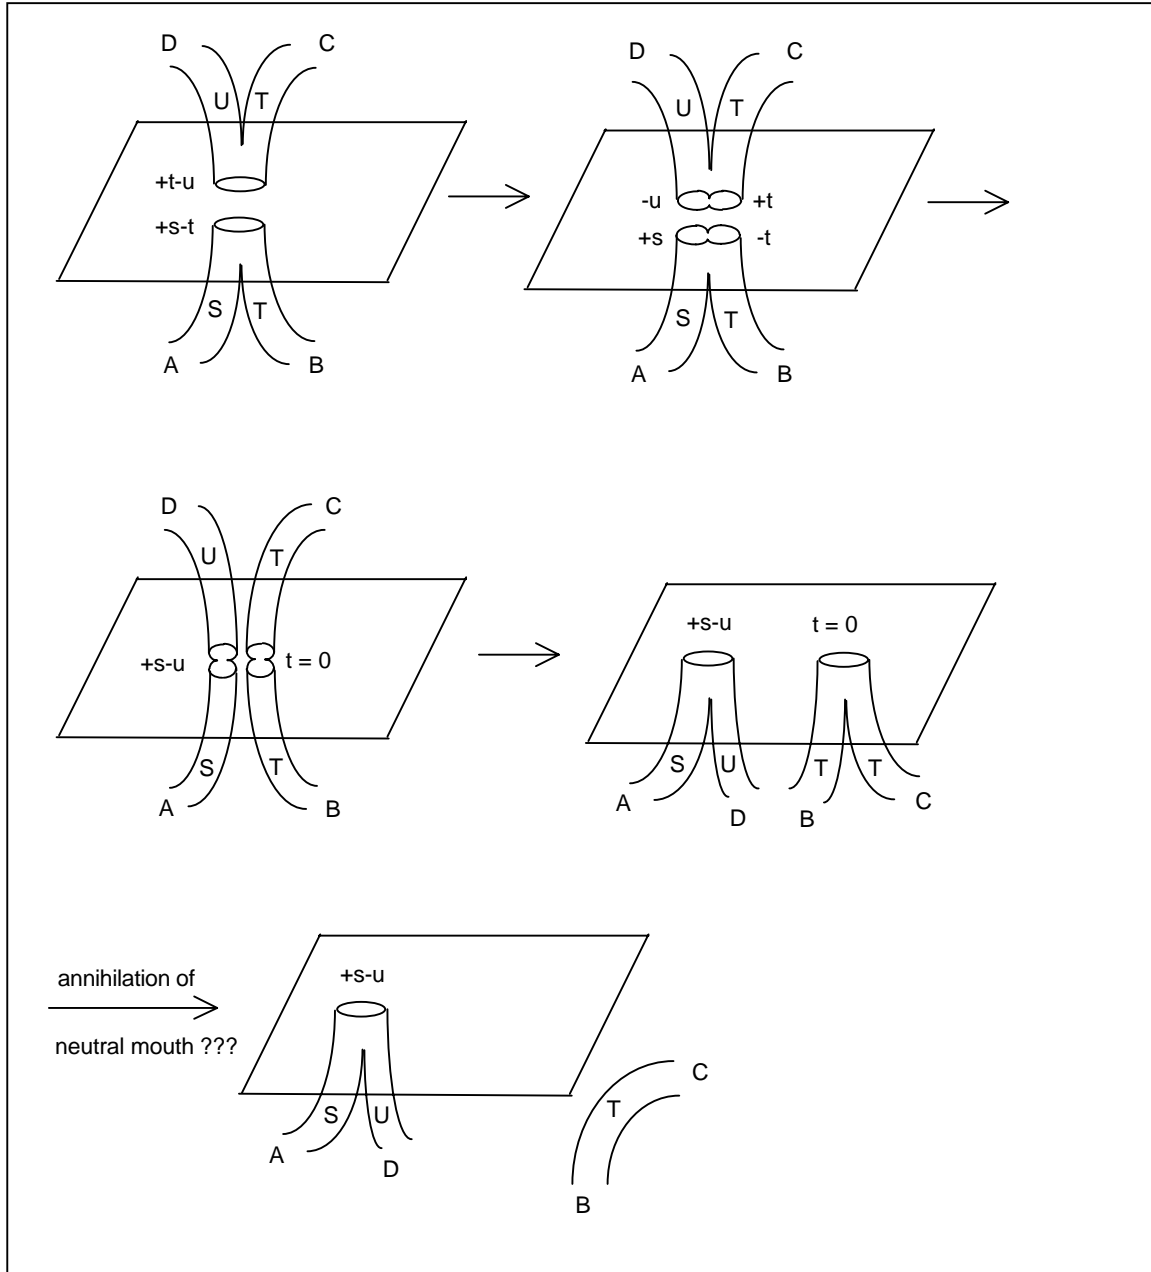 D C
U T
+t-u
+s-t
S T
A B
D C
U T
-u +t
+s -t
S T
A B
D C
U T
+s-u t = 0
S T
A B
+s-u t = 0
S U T T
A D B C
annihilation of
neutral mouth ???
+s-u
S U
A D
C
T
B